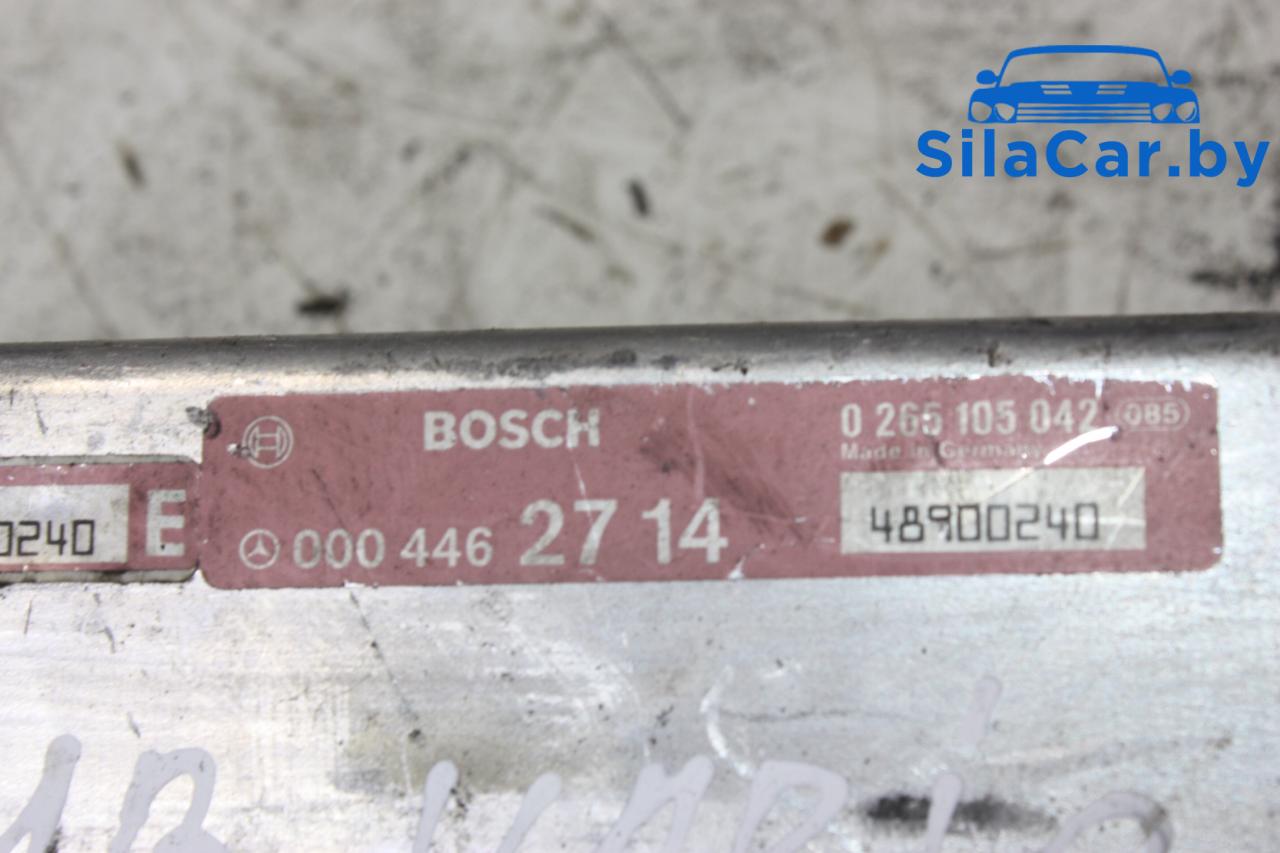 SilaCar.by
BOSCH
0 265 105 042 085
Made in Germany
48900240
000 446 27 14
0240 E